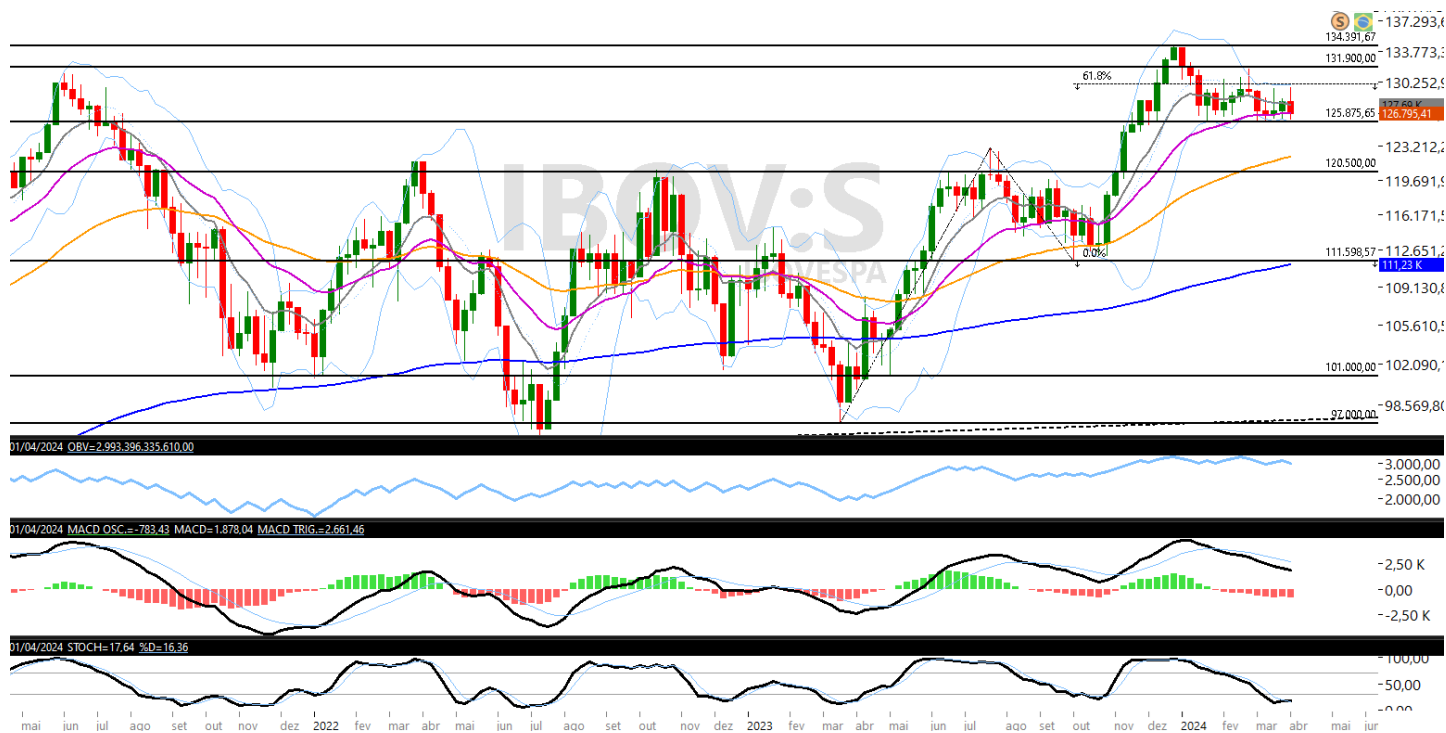 S
137.293,6
134.391,67
133.773,3
131.900,00
61.8%
130.252,9
127,69 K
125.875,65
126.795,41
123.212,2
120.500,00
119.691,9
IBOV:S
116.171,5
0.0%
111.598,57
112.651,2
111,23 K
109.130,8
105.610,5
101.000,00
102.090,1
97.000,00
98.569,80
01/04/2024 OBV=2.993.396.335.610,00
3.000,00
2.500,00
2.000,00
01/04/2024 MACD OSC.=-783,43 MACD=1.878,04 MACD TRIG.=2.661,46
2,50 K
0,00
-2,50 K
01/04/2024 STOCH=17,64 %D=16,36
100,00
50,00
0,00
mai jun jul ago set out nov dez 2022 fev mar abr mai jun jul ago set out nov dez 2023 fev mar abr mai jun jul ago set out nov dez 2024 fev mar abr mai jur